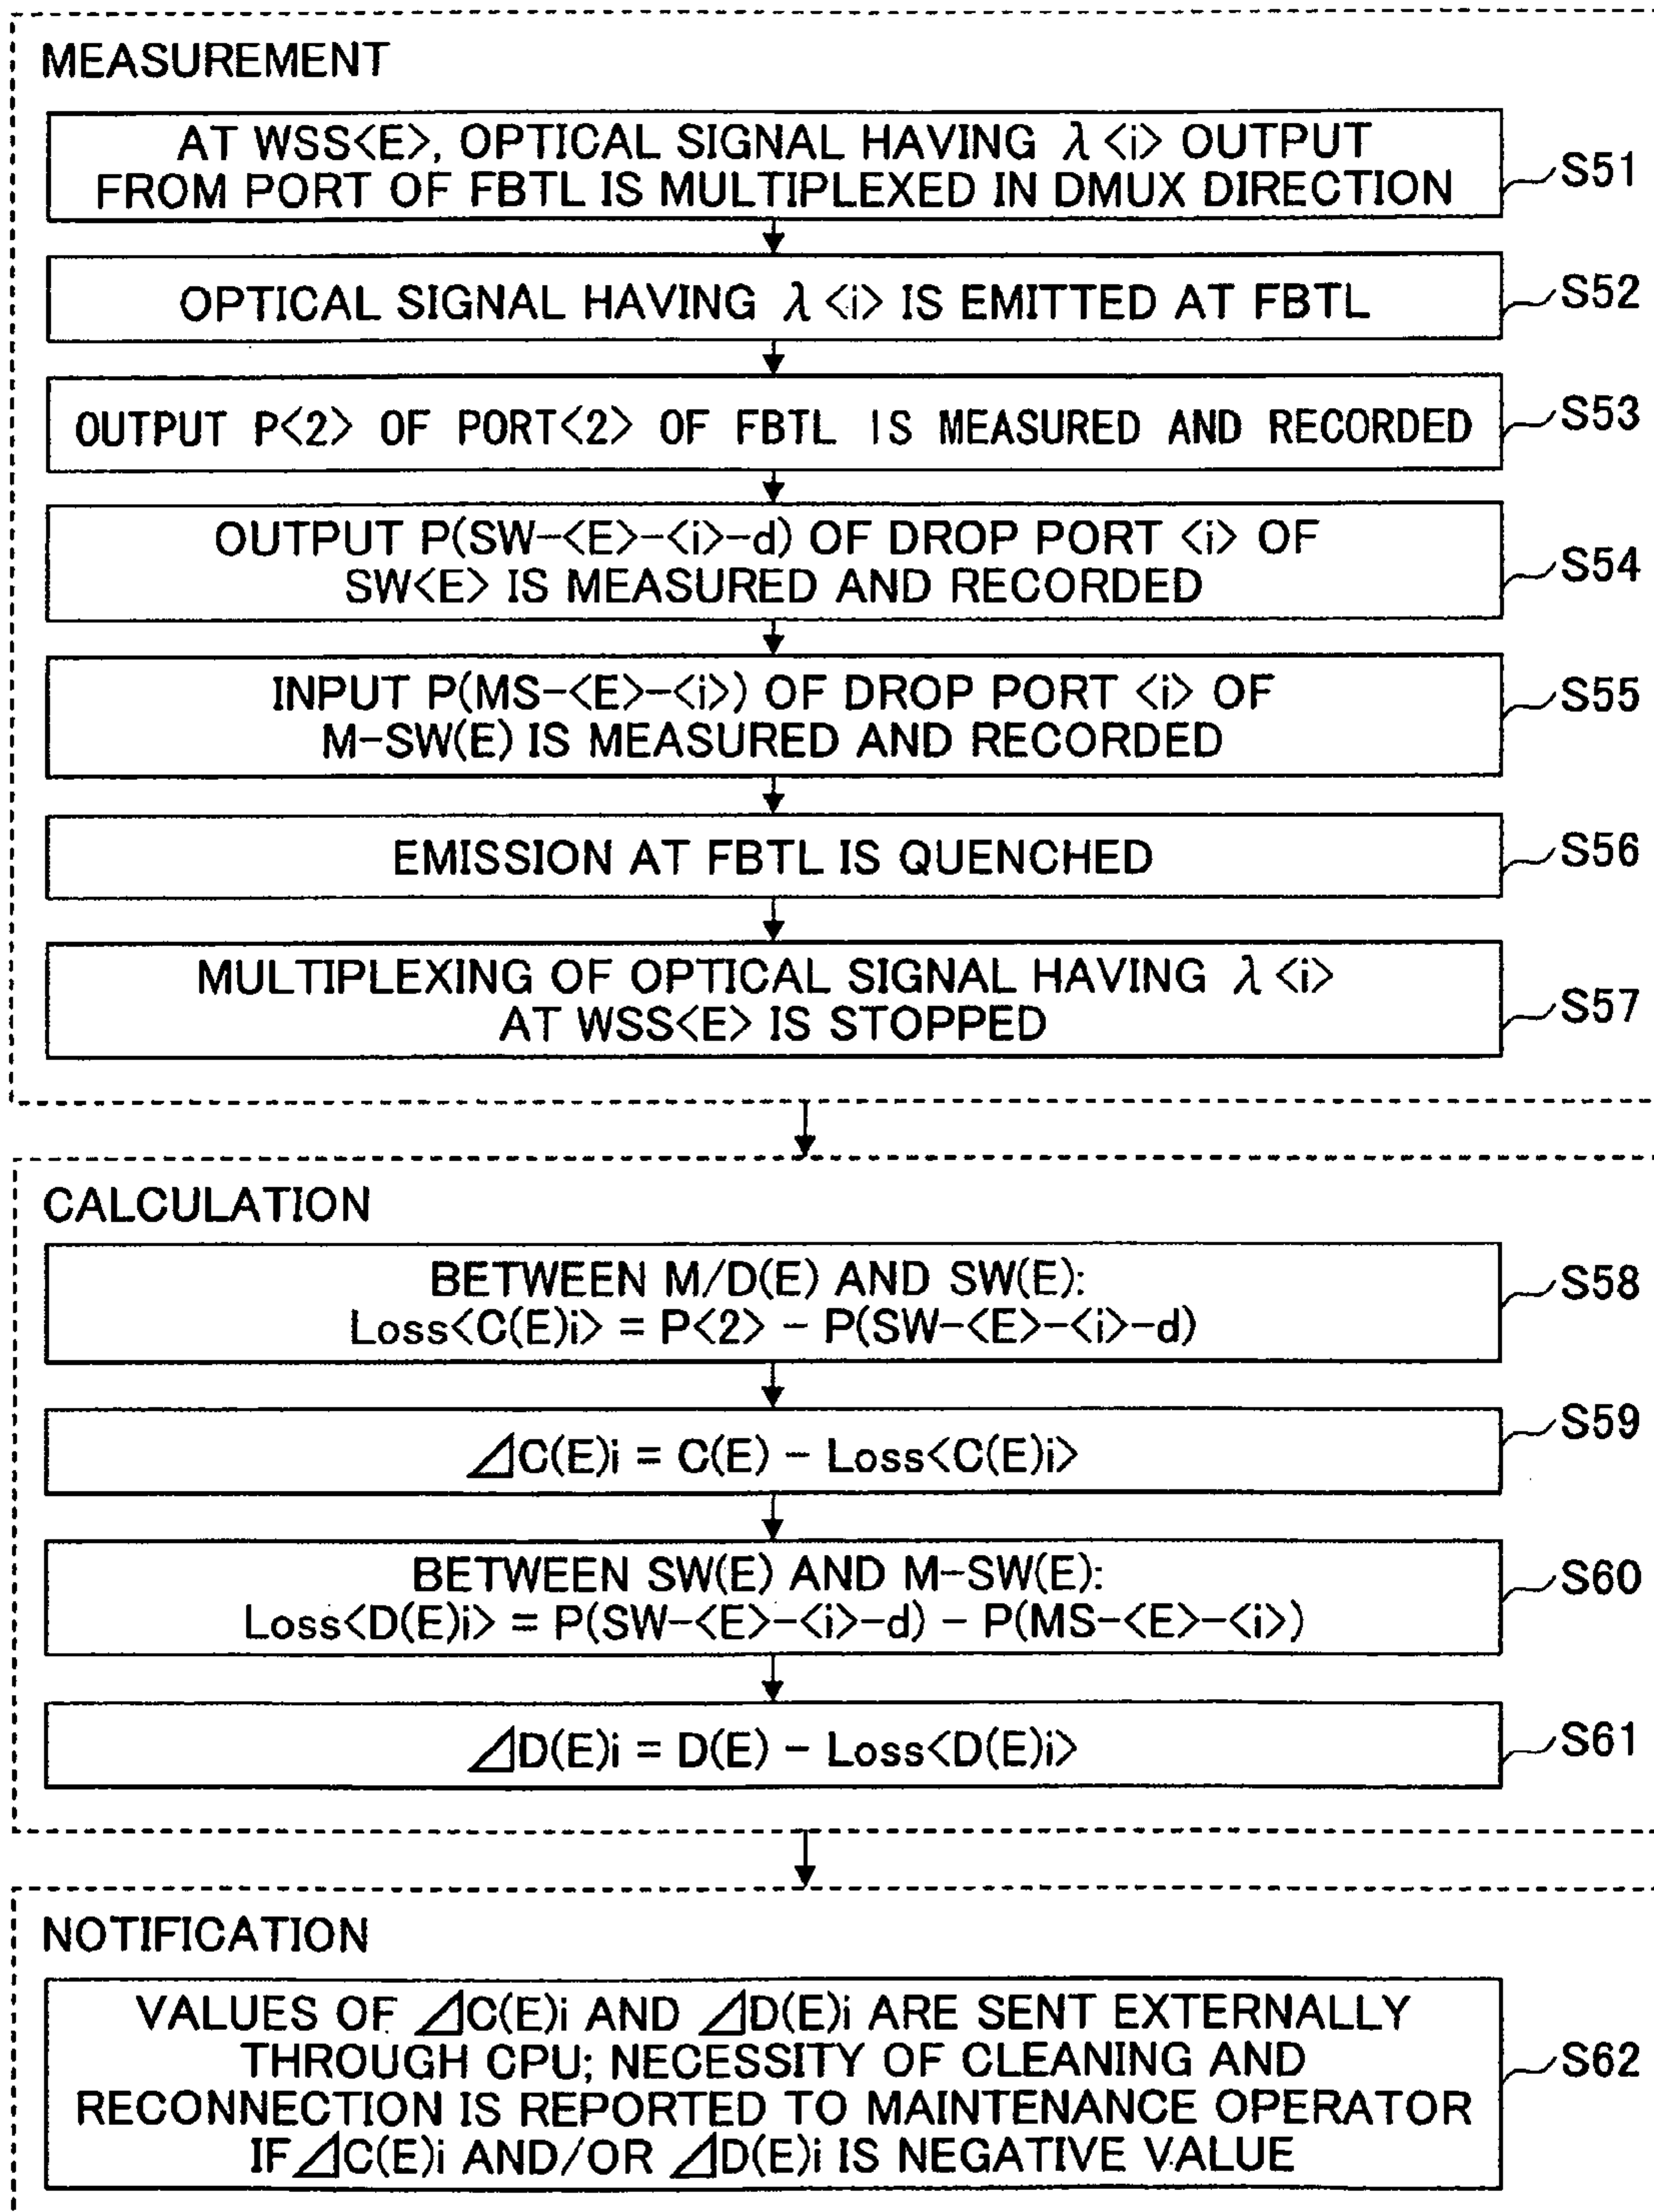 MEASUREMENT
AT WSS<E>, OPTICAL SIGNAL HAVING λ<i> OUTPUT
FROM PORT OF FBTL IS MULTIPLEXED IN DMUX DIRECTION
S51
OPTICAL SIGNAL HAVING λ<i> IS EMITTED AT FBTL
S52
OUTPUT P<2> OF PORT<2> OF FBTL IS MEASURED AND RECORDED
S53
OUTPUT P(SW-<E>-<i>-d) OF DROP PORT <i> OF
SW<E> IS MEASURED AND RECORDED
S54
INPUT P(MS-<E>-<i>) OF DROP PORT <i> OF
M-SW(E) IS MEASURED AND RECORDED
S55
EMISSION AT FBTL IS QUENCHED
S56
MULTIPLEXING OF OPTICAL SIGNAL HAVING λ<i>
AT WSS<E> IS STOPPED
S57
CALCULATION
BETWEEN M/D(E) AND SW(E):
Loss<C(E)i> = P<2> - P(SW-<E>-<i>-d)
S58
⊿C(E)i = C(E) - Loss<C(E)i>
S59
BETWEEN SW(E) AND M-SW(E):
Loss<D(E)i> = P(SW-<E>-<i>-d) - P(MS-<E>-<i>)
S60
⊿D(E)i = D(E) - Loss<D(E)i>
S61
NOTIFICATION
VALUES OF ⊿C(E)i AND ⊿D(E)i ARE SENT EXTERNALLY
THROUGH CPU; NECESSITY OF CLEANING AND
RECONNECTION IS REPORTED TO MAINTENANCE OPERATOR
IF ⊿C(E)i AND/OR ⊿D(E)i IS NEGATIVE VALUE
S62